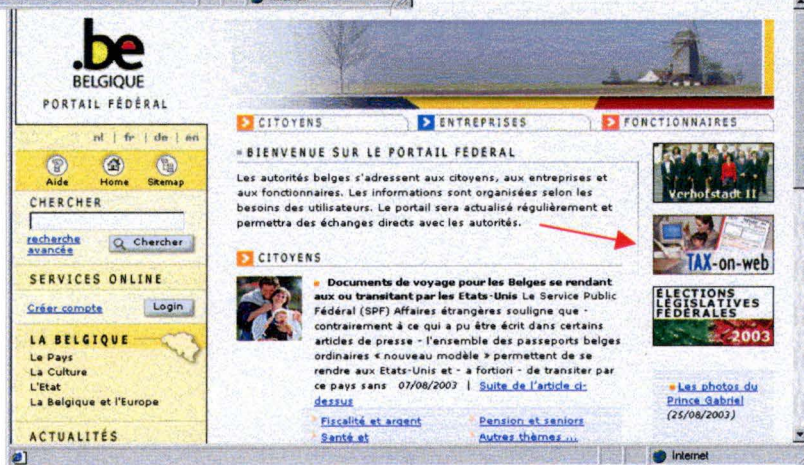 .be
BELGIQUE
PORTAIL FÉDÉRAL
nl | fr | de | en
Aide Home Sitemap
CHERCHER
recherche avancée
Chercher
SERVICES ONLINE
Créer compte
Login
LA BELGIQUE
Le Pays
La Culture
L'Etat
La Belgique et l'Europe
ACTUALITÉS
CITOYENS
ENTREPRISES
FONCTIONNAIRES
BIENVENUE SUR LE PORTAIL FÉDÉRAL
Les autorités belges s'adressent aux citoyens, aux entreprises et
aux fonctionnaires. Les informations sont organisées selon les
besoins des utilisateurs. Le portail sera actualisé régulièrement et
permettra des échanges directs avec les autorités.
CITOYENS
Documents de voyage pour les Belges se rendant
aux ou transitant par les Etats-Unis Le Service Public
Fédéral (SPF) Affaires étrangères souligne que -
contrairement à ce qui a pu être écrit dans certains
articles de presse - l'ensemble des passeports belges
ordinaires « nouveau modèle » permettent de se
rendre aux Etats-Unis et - a fortiori - de transiter par
ce pays sans 07/08/2003 | Suite de l'article ci-
dessus
Fiscalité et argent
Pension et seniors
Santé et
Autres thèmes ...
Verhofstadt II
TAX-on-web
ÉLECTIONS
LÉGISLATIVES
FÉDÉRALES
2003
Les photos du
Prince Gabriel
(25/08/2003)
Internet